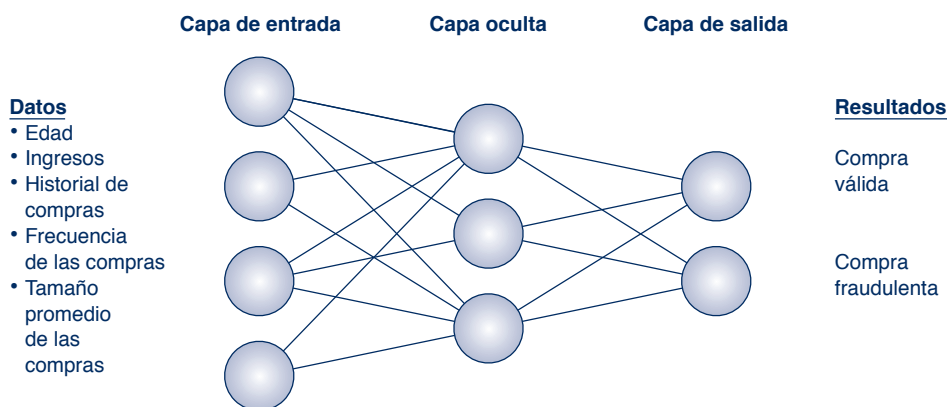 Capa de entrada
Capa oculta
Capa de salida
Datos
• Edad
• Ingresos
• Historial de
compras
• Frecuencia
de las compras
• Tamaño
promedio
de las
compras
Resultados
Compra
válida
Compra
fraudulenta